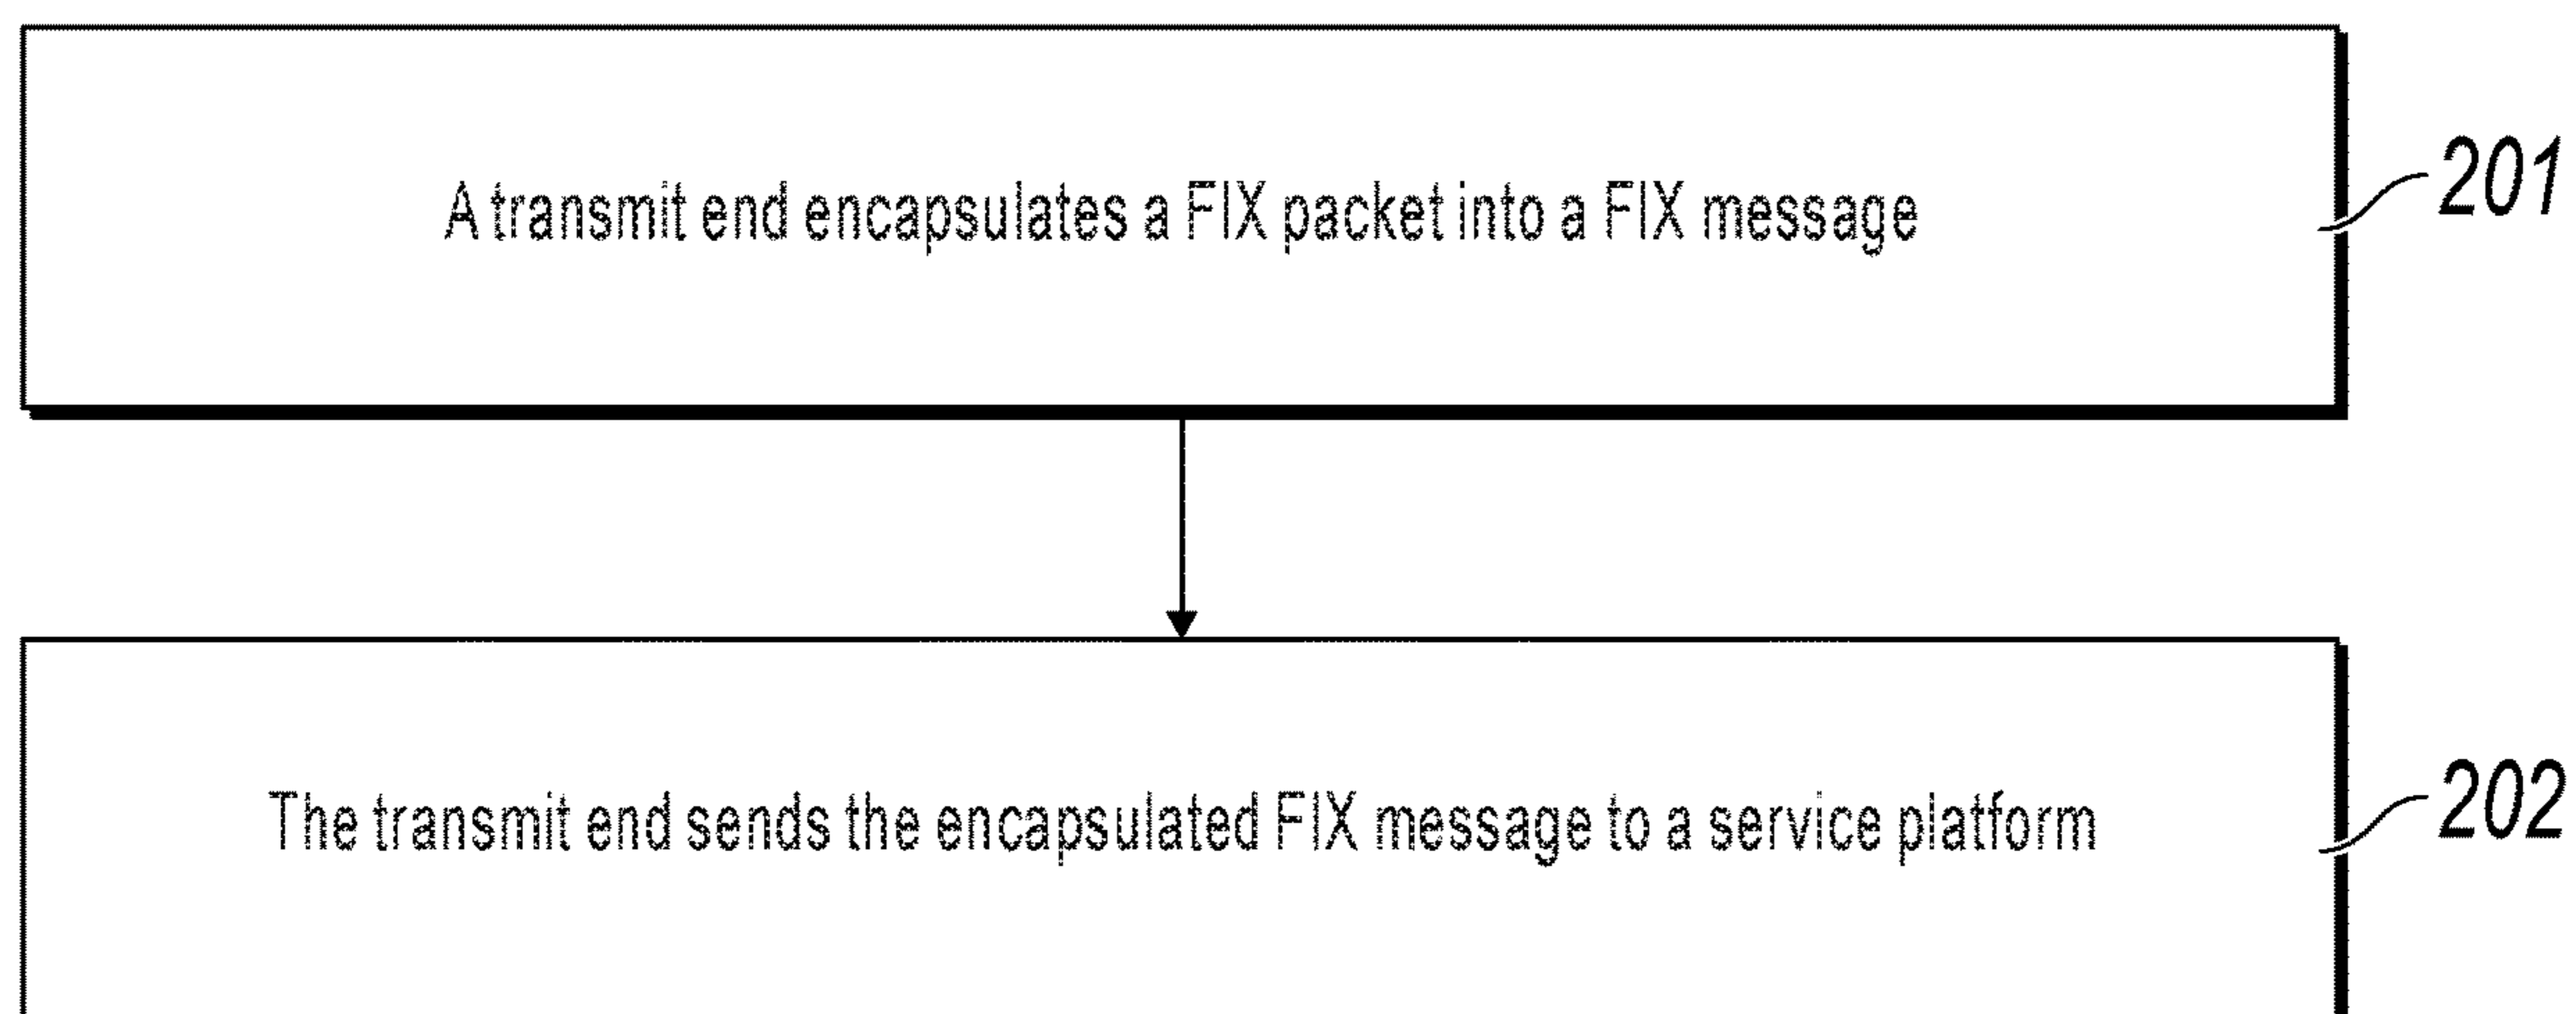 A transmit end encapsulates a FIX packet into a FIX message
201
The transmit end sends the encapsulated FIX message to a service platform
202